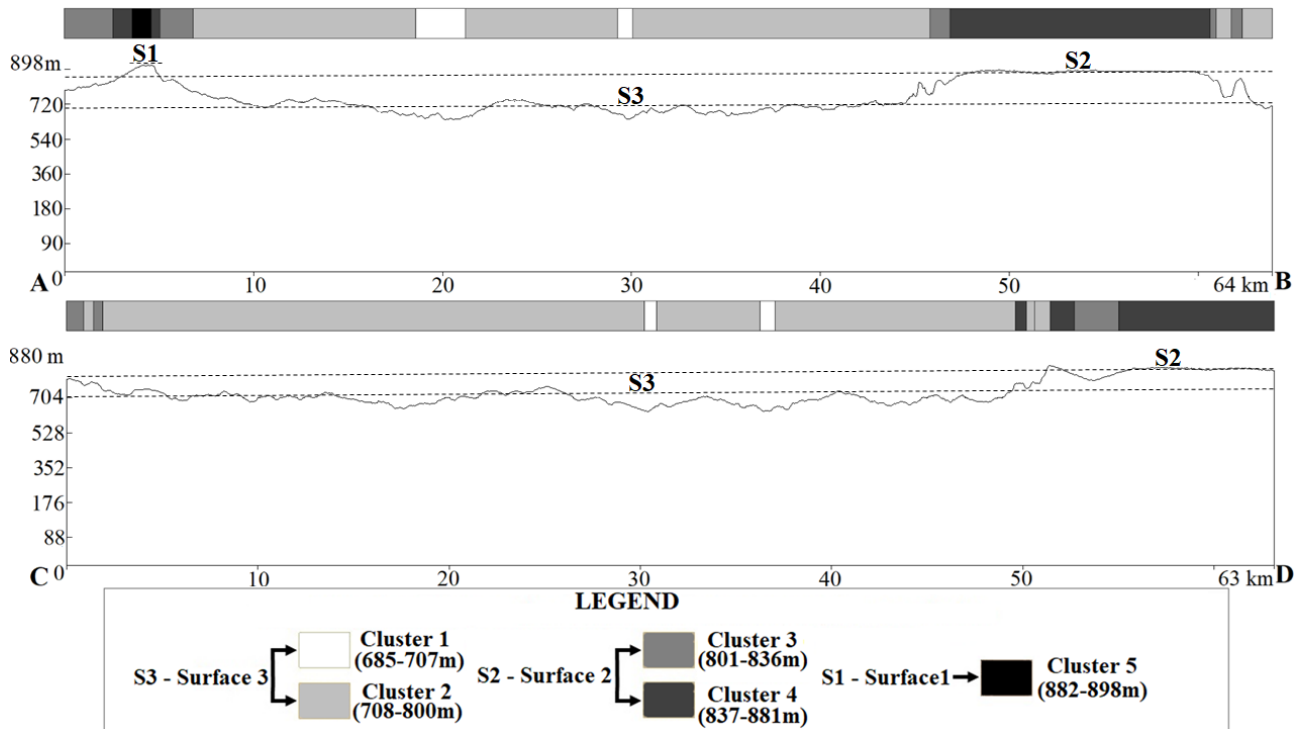 S1
S2
898m
S3
720
540
360
180
90
A 0 10 20 30 40 50 64 km B
880 m
S2
S3
704
528
352
176
88
C 0 10 20 30 40 50 63 km D
LEGEND
S3 - Surface 3
Cluster 1
(685-707m)
Cluster 2
(708-800m)
S2 - Surface 2
Cluster 3
(801-836m)
Cluster 4
(837-881m)
S1 - Surface1
Cluster 5
(882-898m)